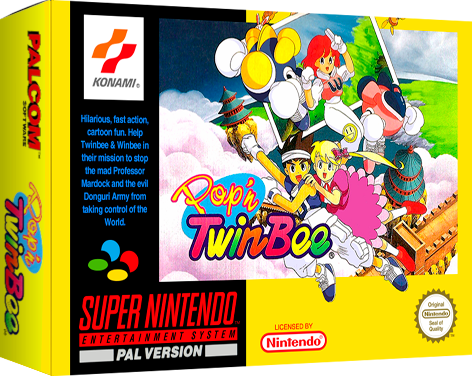 PALCOM™
SOFTWARE
Pop'n
TwinBee
KONAMI®
Hilarious, fast action,
cartoon fun. Help
Twinbee & Winbee in
their mission to stop
the mad Professor
Mardock and the evil
Donguri Army from
taking control of the
World.
SUPER NINTENDO
ENTERTAINMENT SYSTEM
PAL VERSION
Pop'n
TwinBee®
LICENSED BY
Nintendo®
Original
Nintendo
Seal of
Quality